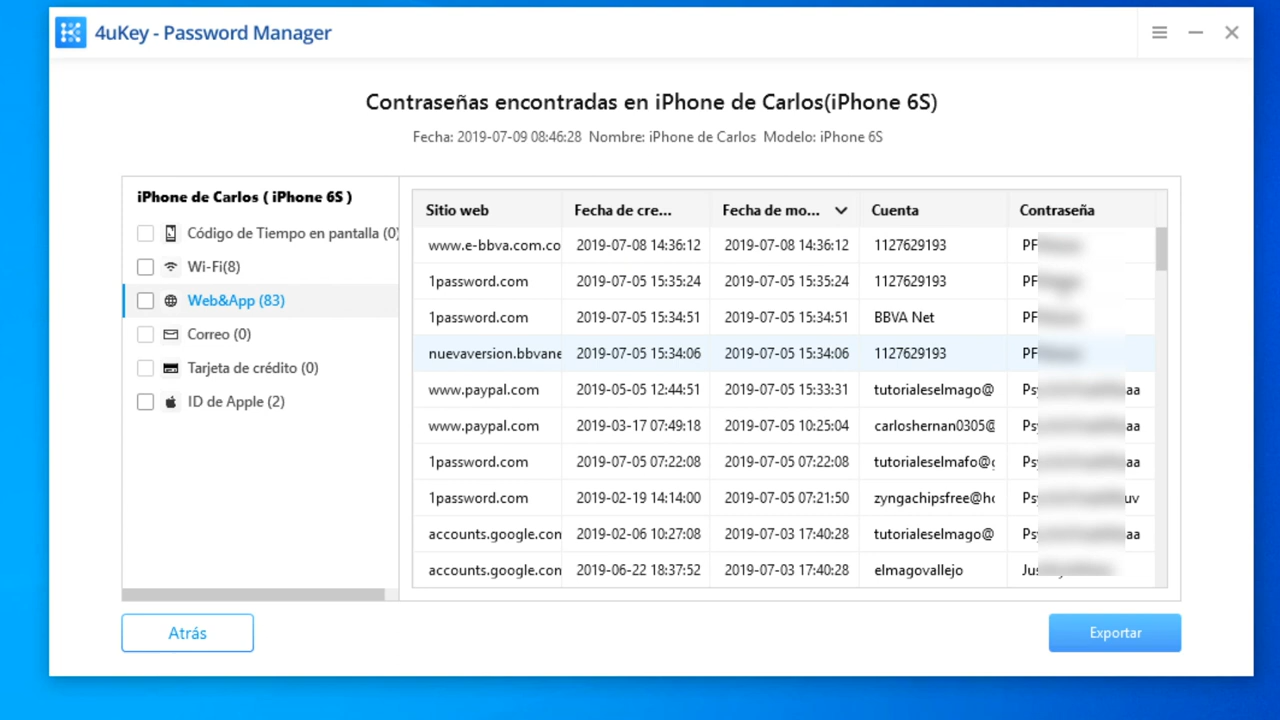 4uKey - Password Manager
Contraseñas encontradas en iPhone de Carlos(iPhone 6S)
Fecha: 2019-07-09 08:46:28 Nombre: iPhone de Carlos Modelo: iPhone 6S
iPhone de Carlos ( iPhone 6S )
Código de Tiempo en pantalla (0)
Wi-Fi(8)
Web&App (83)
Correo (0)
Tarjeta de crédito (0)
ID de Apple (2)
Sitio web Fecha de cre... Fecha de mo... Cuenta Contraseña
www.e-bbva.com.co 2019-07-08 14:36:12 2019-07-08 14:36:12 1127629193 PF
1password.com 2019-07-05 15:35:24 2019-07-05 15:35:24 1127629193 PF
1password.com 2019-07-05 15:34:51 2019-07-05 15:34:51 BBVA Net PF
nuevaversion.bbvane 2019-07-05 15:34:06 2019-07-05 15:34:06 1127629193 PF
www.paypal.com 2019-05-05 12:44:51 2019-07-05 15:33:31 tutorialeselmago@ Ps aa
www.paypal.com 2019-03-17 07:49:18 2019-07-05 10:25:04 carloshernan0305@ Ps aa
1password.com 2019-07-05 07:22:08 2019-07-05 07:22:08 tutorialeselmafo@g Ps aa
1password.com 2019-02-19 14:14:00 2019-07-05 07:21:50 zyngachipsfree@ho Ps uv
accounts.google.com 2019-02-06 10:27:08 2019-07-03 17:40:28 tutorialeselmago@ Ps aa
accounts.google.com 2019-06-22 18:37:52 2019-07-03 17:40:28 elmagovallejo Jus
Atrás
Exportar